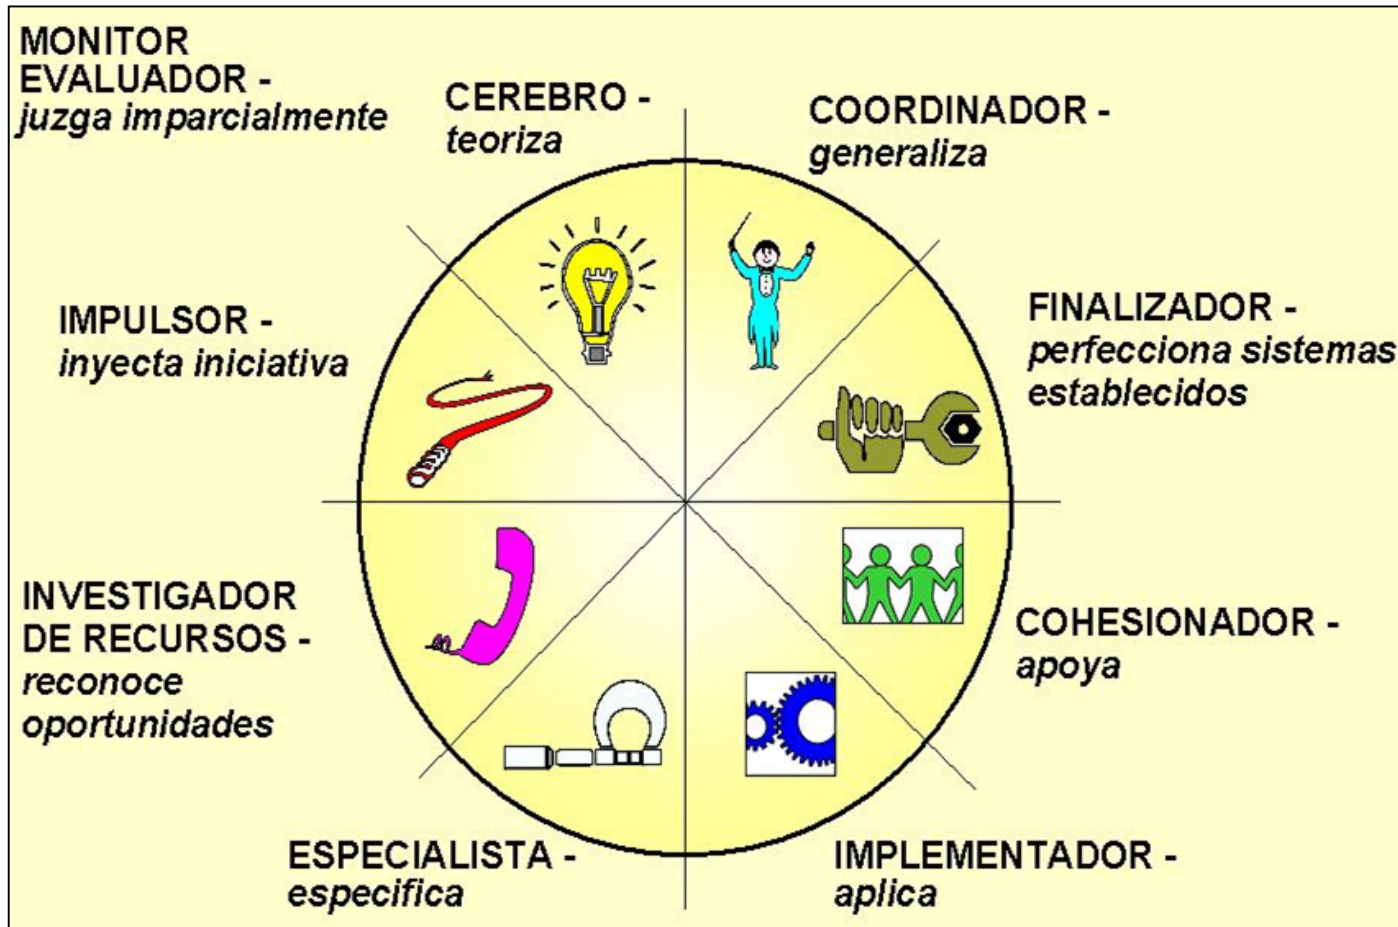 MONITOR
EVALUADOR -
juzga imparcialmente
CEREBRO -
teoriza
COORDINADOR -
generaliza
IMPULSOR -
inyecta iniciativa
FINALIZADOR -
perfecciona sistemas
establecidos
INVESTIGADOR
DE RECURSOS -
reconoce
oportunidades
COHESIONADOR -
apoya
ESPECIALISTA -
especifica
IMPLEMENTADOR -
aplica